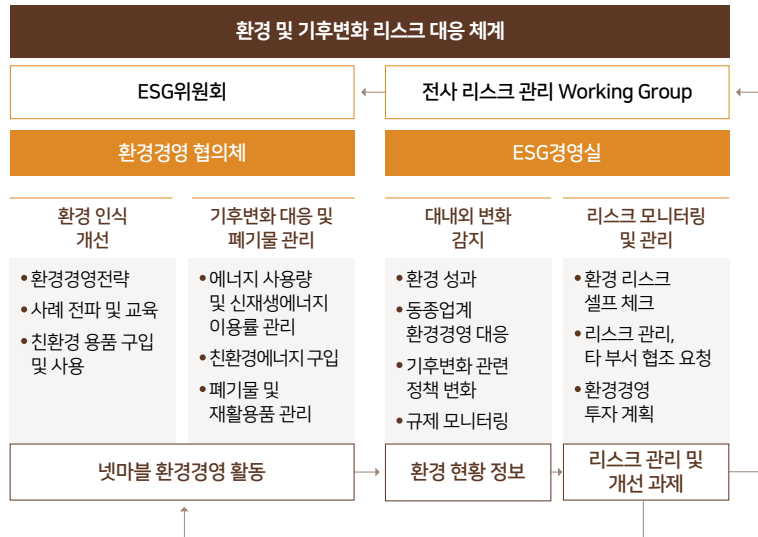 환경 및 기후변화 리스크 대응 체계
ESG위원회
전사 리스크 관리 Working Group
환경경영 협의체
ESG경영실
환경 인식
개선
기후변화 대응 및
폐기물 관리
대내외 변화
감지
리스크 모니터링
및 관리
•환경경영전략
•사례 전파 및 교육
•친환경 용품 구입
및 사용
•에너지 사용량
및 신재생에너지
이용률 관리
•친환경에너지 구입
•폐기물 및
재활용품 관리
•환경 성과
•동종업계
환경경영 대응
•기후변화 관련
정책 변화
•규제 모니터링
•환경 리스크
셀프 체크
•리스크 관리,
타 부서 협조 요청
•환경경영
투자 계획
넷마블 환경경영 활동
환경 현황 정보
리스크 관리 및
개선 과제